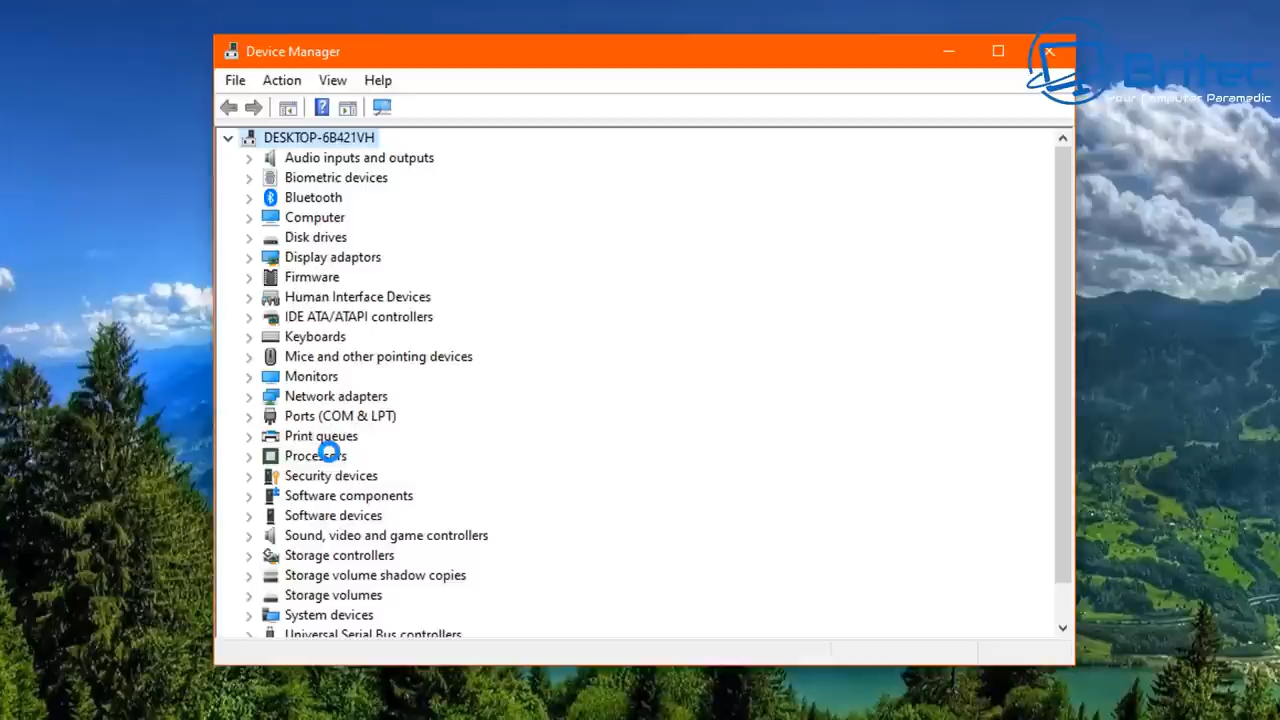 Device Manager
Britec
Your Computer Paramedic
File Action View Help
DESKTOP-6B421VH
Audio inputs and outputs
Biometric devices
Bluetooth
Computer
Disk drives
Display adaptors
Firmware
Human Interface Devices
IDE ATA/ATAPI controllers
Keyboards
Mice and other pointing devices
Monitors
Network adapters
Ports (COM & LPT)
Print queues
Processors
Security devices
Software components
Software devices
Sound, video and game controllers
Storage controllers
Storage volume shadow copies
Storage volumes
System devices
Universal Serial Bus controllers